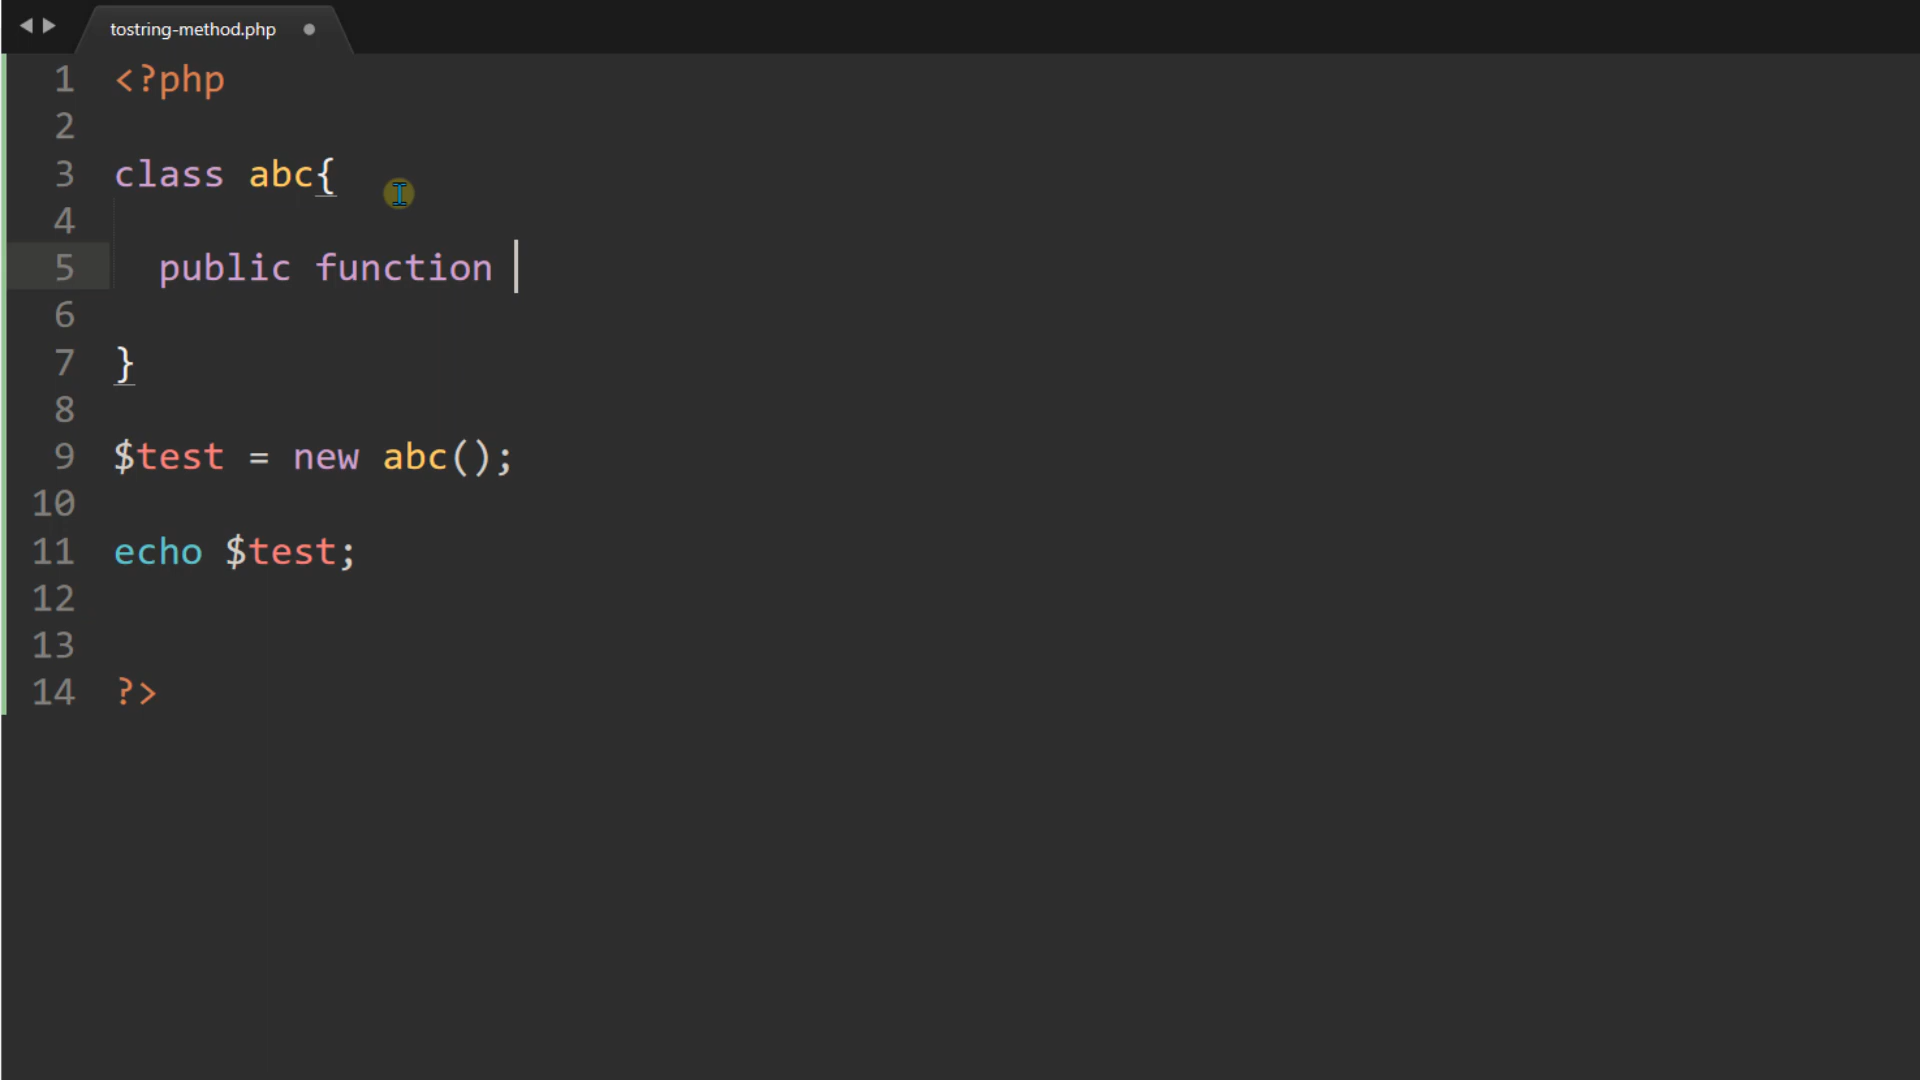 tostring-method.php
1 <?php
2
3 class abc{
4
5 public function
6
7 }
8
9 $test = new abc();
10
11 echo $test;
12
13
14 ?>